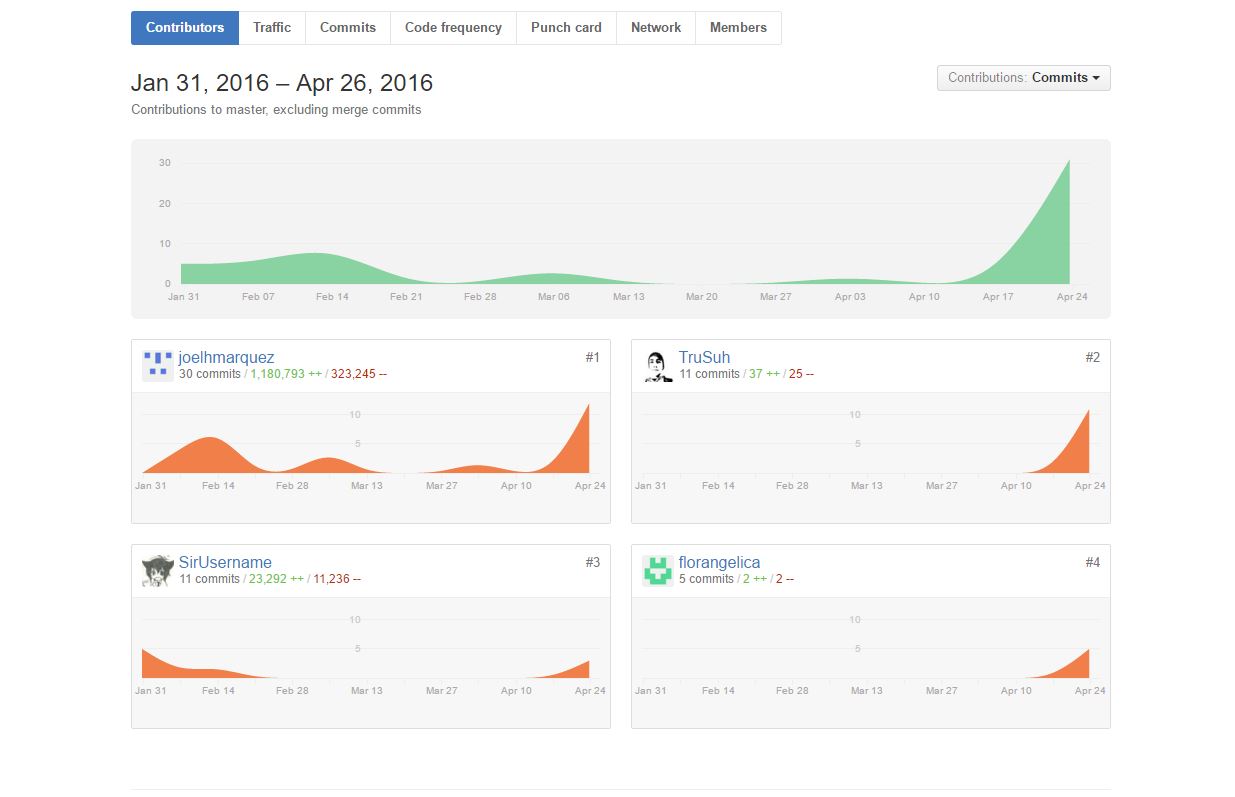 Contributors Traffic Commits Code frequency Punch card Network Members
Jan 31, 2016 – Apr 26, 2016
Contributions: Commits
Contributions to master, excluding merge commits
30
20
10
0
Jan 31 Feb 07 Feb 14 Feb 21 Feb 28 Mar 06 Mar 13 Mar 20 Mar 27 Apr 03 Apr 10 Apr 17 Apr 24
joelhmarquez #1
30 commits / 1,180,793 ++ / 323,245 --
10
5
Jan 31 Feb 14 Feb 28 Mar 13 Mar 27 Apr 10 Apr 24
TruSuh #2
11 commits / 37 ++ / 25 --
10
5
Jan 31 Feb 14 Feb 28 Mar 13 Mar 27 Apr 10 Apr 24
SirUsername #3
11 commits / 23,292 ++ / 11,236 --
10
5
Jan 31 Feb 14 Feb 28 Mar 13 Mar 27 Apr 10 Apr 24
florangelica #4
5 commits / 2 ++ / 2 --
10
5
Jan 31 Feb 14 Feb 28 Mar 13 Mar 27 Apr 10 Apr 24